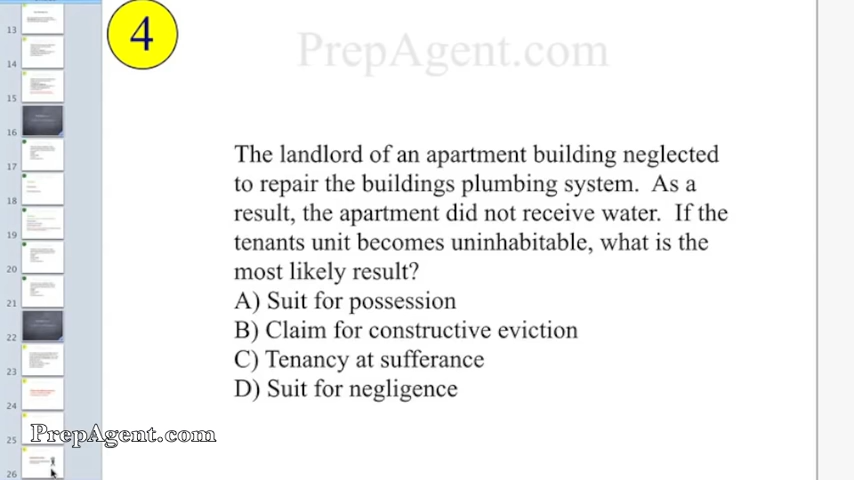 4
PrepAgent.com
The landlord of an apartment building neglected
to repair the buildings plumbing system. As a
result, the apartment did not receive water. If the
tenants unit becomes uninhabitable, what is the
most likely result?
A) Suit for possession
B) Claim for constructive eviction
C) Tenancy at sufferance
D) Suit for negligence
13
14
15
16
17
18
19
20
21
22
23
24
25
26
PrepAgent.com